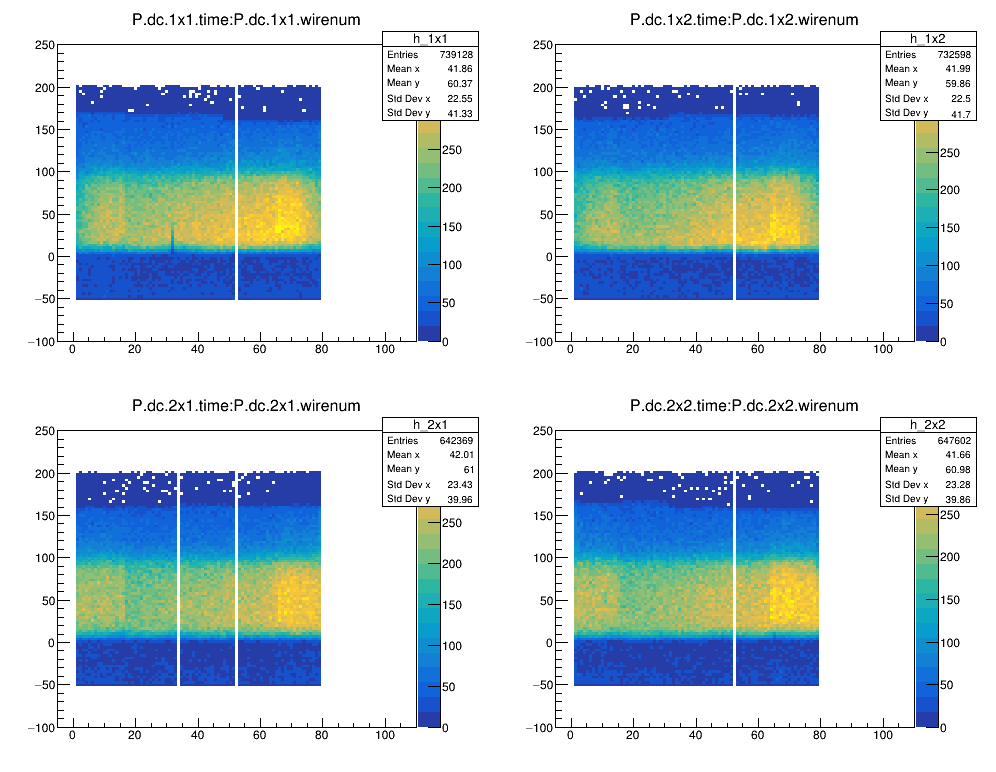 P.dc.1x1.time:P.dc.1x1.wirenum
h_1x1
Entries 739128
Mean x 41.86
Mean y 60.37
Std Dev x 22.55
Std Dev y 41.33
250
200
150
100
50
0
−50
−100
0 20 40 60 80 100
250
200
150
100
50
0
P.dc.1x2.time:P.dc.1x2.wirenum
h_1x2
Entries 732598
Mean x 41.99
Mean y 59.86
Std Dev x 22.5
Std Dev y 41.7
250
200
150
100
50
0
−50
−100
0 20 40 60 80 100
250
200
150
100
50
0
P.dc.2x1.time:P.dc.2x1.wirenum
h_2x1
Entries 642369
Mean x 42.01
Mean y 61
Std Dev x 23.43
Std Dev y 39.96
250
200
150
100
50
0
−50
−100
0 20 40 60 80 100
250
200
150
100
50
0
P.dc.2x2.time:P.dc.2x2.wirenum
h_2x2
Entries 647602
Mean x 41.66
Mean y 60.98
Std Dev x 23.28
Std Dev y 39.86
250
200
150
100
50
0
−50
−100
0 20 40 60 80 100
250
200
150
100
50
0